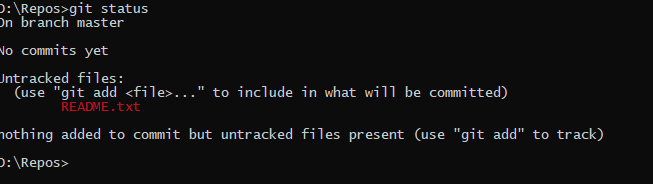 D:\Repos>git status
On branch master
No commits yet
Untracked files:
(use "git add <file>..." to include in what will be committed)
README.txt
nothing added to commit but untracked files present (use "git add" to track)
D:\Repos>